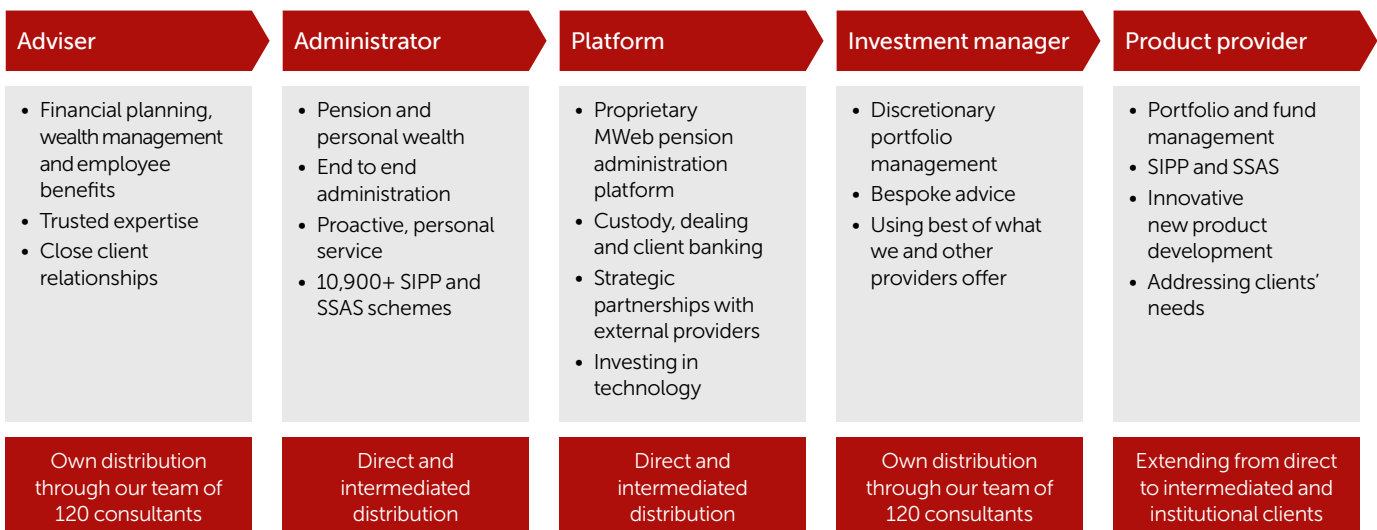 Adviser
• Financial planning,
wealth management
and employee
benefits
• Trusted expertise
• Close client
relationships
Own distribution
through our team of
120 consultants
Administrator
• Pension and
personal wealth
• End to end
administration
• Proactive, personal
service
• 10,900+ SIPP and
SSAS schemes
Direct and
intermediated
distribution
Platform
• Proprietary
MWeb pension
administration
platform
• Custody, dealing
and client banking
• Strategic
partnerships with
external providers
• Investing in
technology
Direct and
intermediated
distribution
Investment manager
• Discretionary
portfolio
management
• Bespoke advice
• Using best of what
we and other
providers offer
Own distribution
through our team of
120 consultants
Product provider
• Portfolio and fund
management
• SIPP and SSAS
• Innovative
new product
development
• Addressing clients’
needs
Extending from direct
to intermediated and
institutional clients